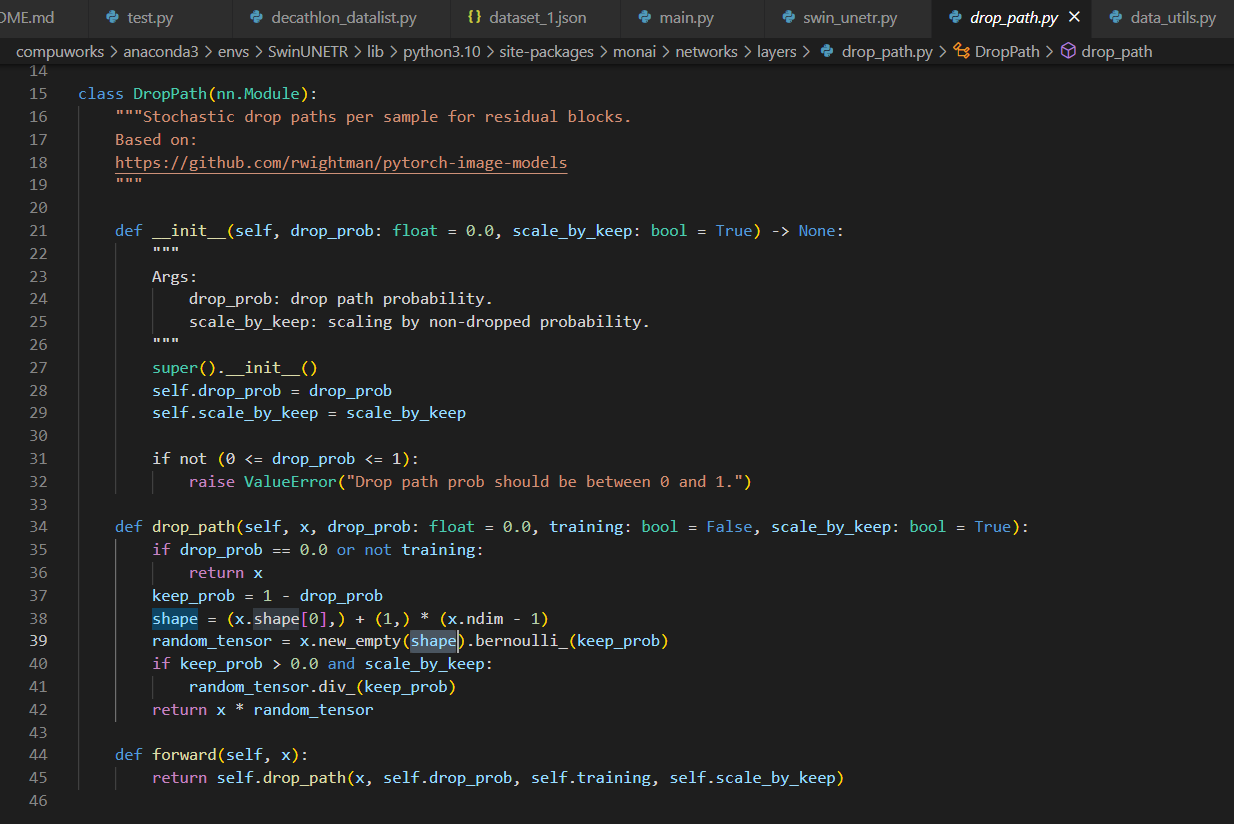 OME.md test.py decathlon_datalist.py {} dataset_1.json main.py swin_unetr.py drop_path.py × data_utils.py
compuworks > anaconda3 > envs > SwinUNETR > lib > python3.10 > site-packages > monai > networks > layers > drop_path.py > DropPath > drop_path
14
15 class DropPath(nn.Module):
16 """Stochastic drop paths per sample for residual blocks.
17 Based on:
18 https://github.com/rwightman/pytorch-image-models
19 """
20
21 def __init__(self, drop_prob: float = 0.0, scale_by_keep: bool = True) -> None:
22 """
23 Args:
24 drop_prob: drop path probability.
25 scale_by_keep: scaling by non-dropped probability.
26 """
27 super().__init__()
28 self.drop_prob = drop_prob
29 self.scale_by_keep = scale_by_keep
30
31 if not (0 <= drop_prob <= 1):
32 raise ValueError("Drop path prob should be between 0 and 1.")
33
34 def drop_path(self, x, drop_prob: float = 0.0, training: bool = False, scale_by_keep: bool = True):
35 if drop_prob == 0.0 or not training:
36 return x
37 keep_prob = 1 - drop_prob
38 shape = (x.shape[0],) + (1,) * (x.ndim - 1)
39 random_tensor = x.new_empty(shape).bernoulli_(keep_prob)
40 if keep_prob > 0.0 and scale_by_keep:
41 random_tensor.div_(keep_prob)
42 return x * random_tensor
43
44 def forward(self, x):
45 return self.drop_path(x, self.drop_prob, self.training, self.scale_by_keep)
46